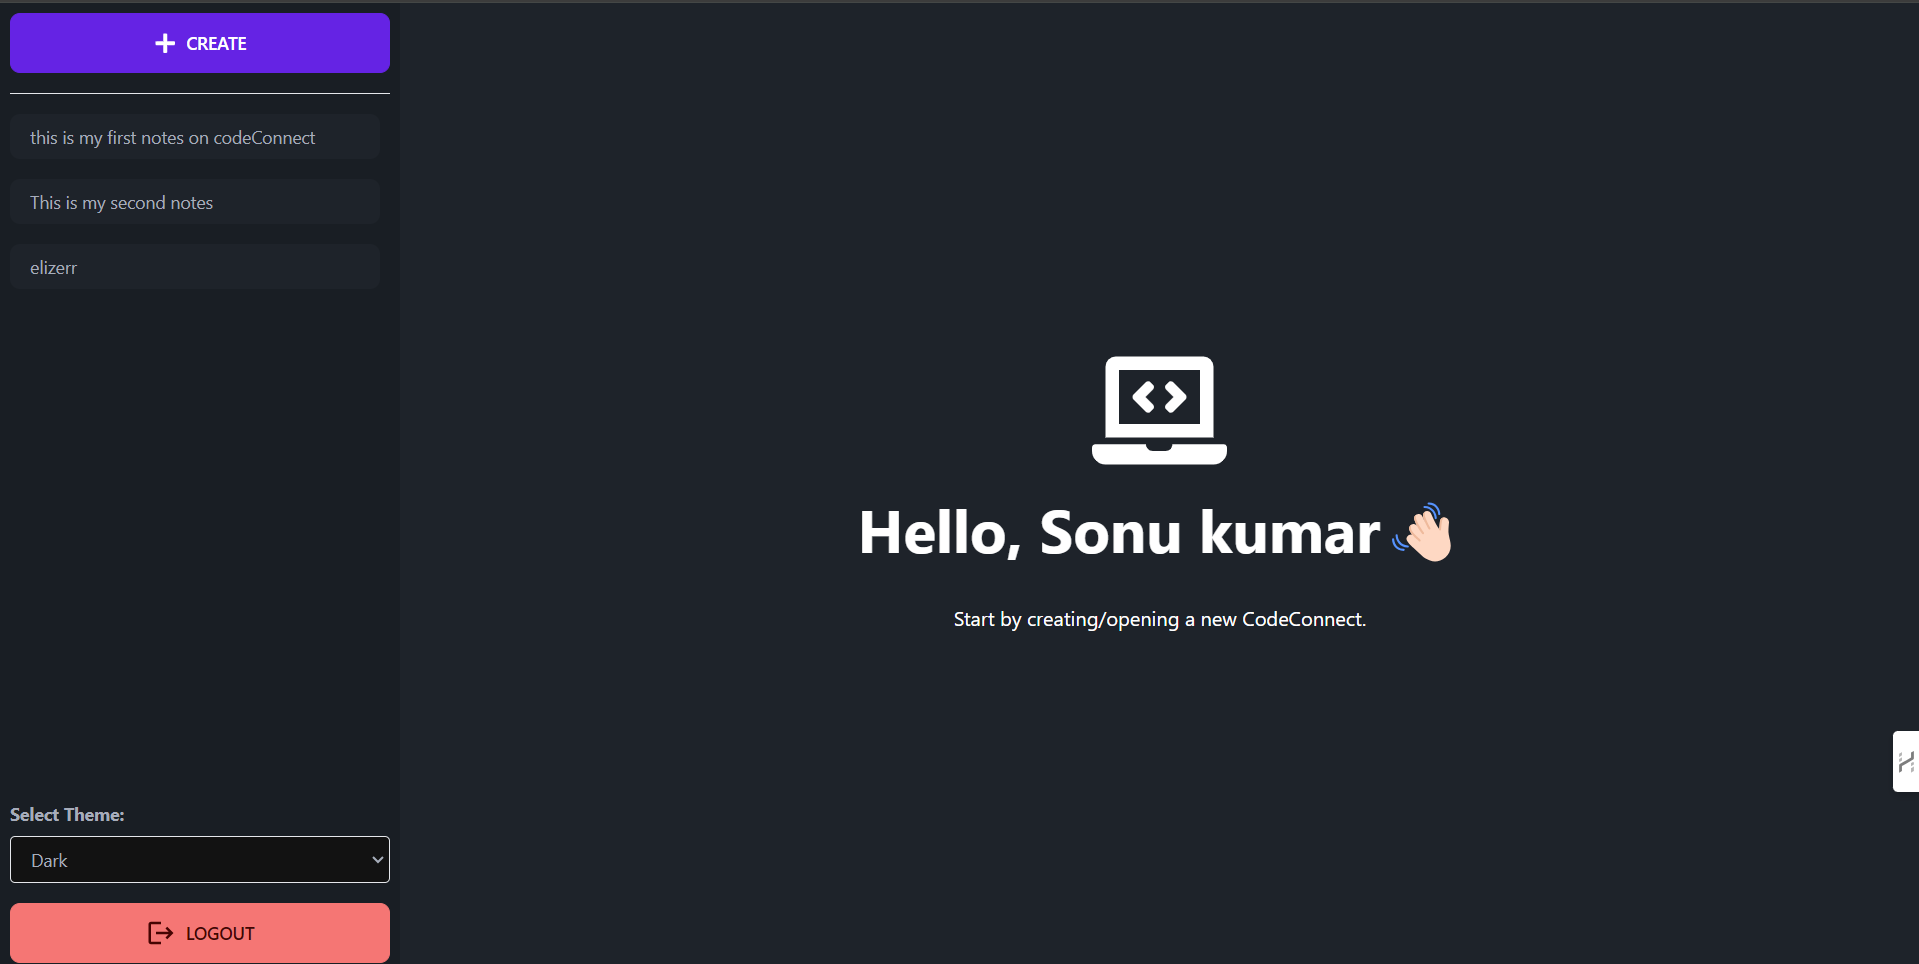 CREATE
this is my first notes on codeConnect
This is my second notes
elizerr
Hello, Sonu kumar
Start by creating/opening a new CodeConnect.
Select Theme:
Dark
LOGOUT